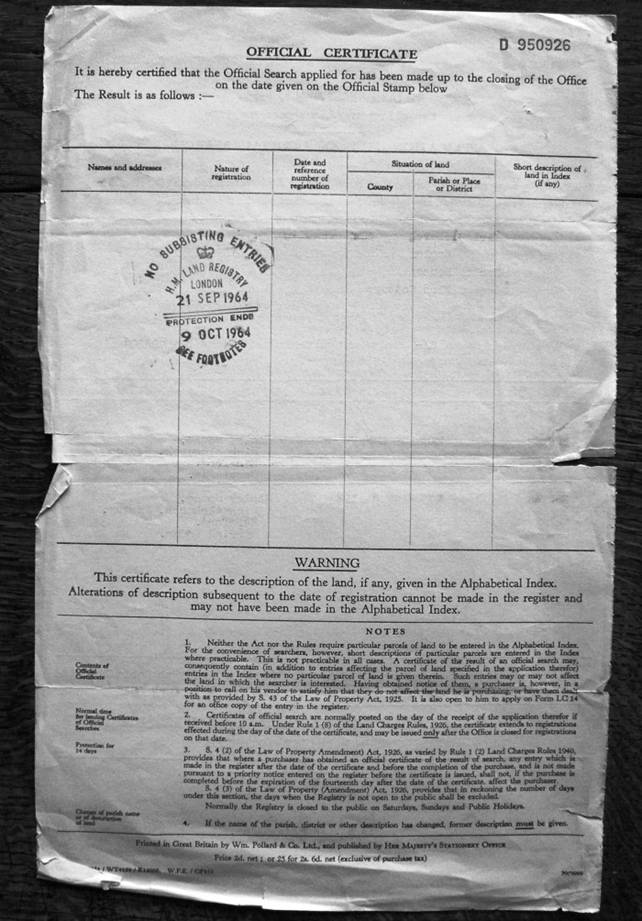 OFFICIAL CERTIFICATE
D 950926
It is hereby certified that the Official Search applied for has been made up to the closing of the Office
on the date given on the Official Stamp below
The Result is as follows :—
Names and addresses
Nature of
registration
Date and
reference
number of
registration
Situation of land
County
Parish or Place
or District
Short description of
land in Index
(if any)
NO SUBSISTING ENTRIES
H.M. LAND REGISTRY
LONDON
21 SEP 1964
PROTECTION ENDS
9 OCT 1964
SEE FOOTNOTES
WARNING
This certificate refers to the description of the land, if any, given in the Alphabetical Index.
Alterations of description subsequent to the date of registration cannot be made in the register and
may not have been made in the Alphabetical Index.
NOTES
Contents of
Official
Certificate
1. Neither the Act nor the Rules require particular parcels of land to be entered in the Alphabetical Index.
For the convenience of searchers, however, short descriptions of particular parcels are entered in the Index
where practicable. This is not practicable in all cases. A certificate of the result of an official search may,
consequently contain (in addition to entries affecting the parcel of land specified in the application therefor)
entries in the Index where no particular parcel of land is given therein. Such entries may or may not affect
the land in which the searcher is interested. Having obtained notice of them, a purchaser is, however, in a
position to call on his vendor to satisfy him that they do not affect the land he is purchasing, or have them dealt
with as provided by S. 43 of the Law of Property Act, 1925. It is also open to him to apply on Form LC 14
for an office copy of the entry in the register.
Normal time
for issuing Certificates
of Official
Searches
2. Certificates of official search are normally posted on the day of the receipt of the application therefor if
received before 10 a.m. Under Rule 1 (8) of the Land Charges Rules, 1926, the certificate extends to registrations
effected during the day of the date of the certificate, and may be issued only after the Office is closed for registrations
on that date.
Protection for
14 days
3. S. 4 (2) of the Law of Property Amendment) Act, 1926, as varied by Rule 1 (2) Land Charges Rules 1940,
provides that where a purchaser has obtained an official certificate of the result of search, any entry which is
made in the register after the date of the certificate and before the completion of the purchase, and is not made
pursuant to a priority notice entered on the register before the certificate is issued, shall not, if the purchase is
completed before the expiration of the fourteenth day after the date of the certificate, affect the purchaser.
S. 4 (3) of the Law of Property (Amendment) Act, 1926, provides that in reckoning the number of days
under this section, the days when the Registry is not open to the public shall be excluded.
Normally the Registry is closed to the public on Saturdays, Sundays and Public Holidays.
Change of parish name
or of description
of land
4. If the name of the parish, district or other description has changed, former description must be given.
Printed in Great Britain by Wm. Pollard & Co. Ltd., and published by HER MAJESTY'S STATIONERY OFFICE
Price 2d. net : or 25 for 2s. 6d. net (exclusive of purchase tax)